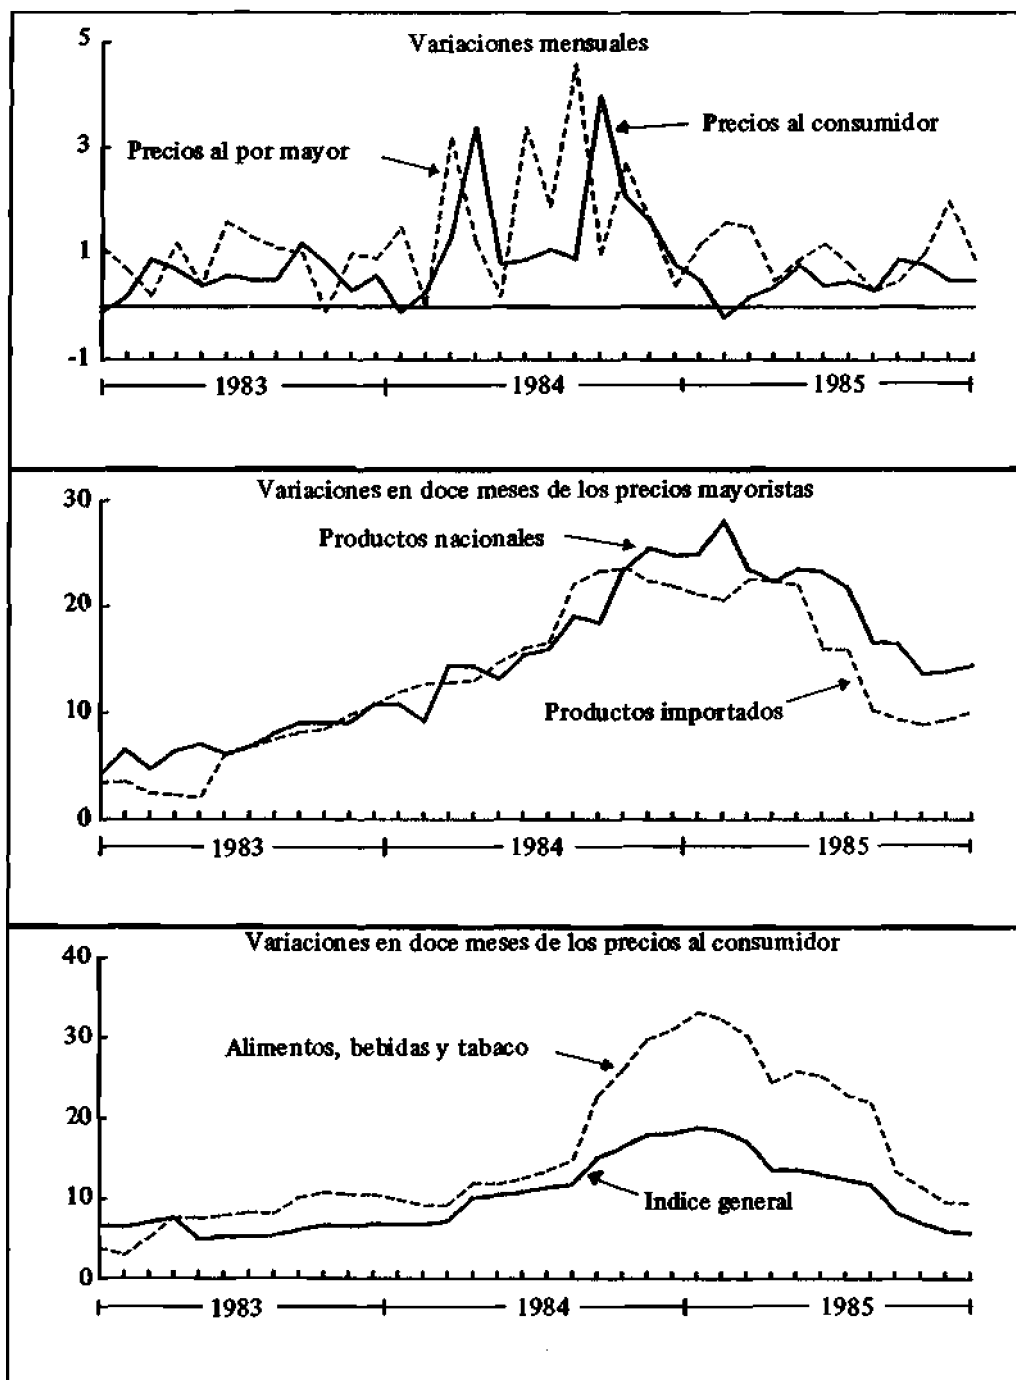 Variaciones mensuales
5
3
1
-1
Precios al por mayor
Precios al consumidor
1983
1984
1985
Variaciones en doce meses de los precios mayoristas
30
20
10
0
Productos nacionales
Productos importados
1983
1984
1985
Variaciones en doce meses de los precios al consumidor
40
30
20
10
0
Alimentos, bebidas y tabaco
Indice general
1983
1984
1985